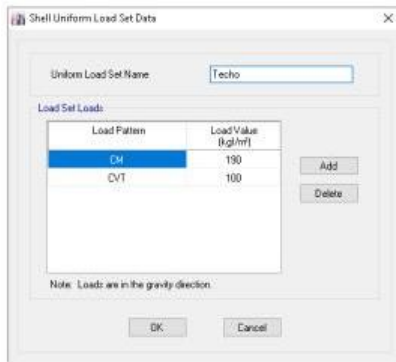 Shell Uniform Load Set Data
Uniform Load Set Name
Techo
Load Set Loads
Load Pattern
Load Value
(kgf/m²)
CM
190
CVT
100
Add
Delete
Note: Loads are in the gravity direction.
OK
Cancel